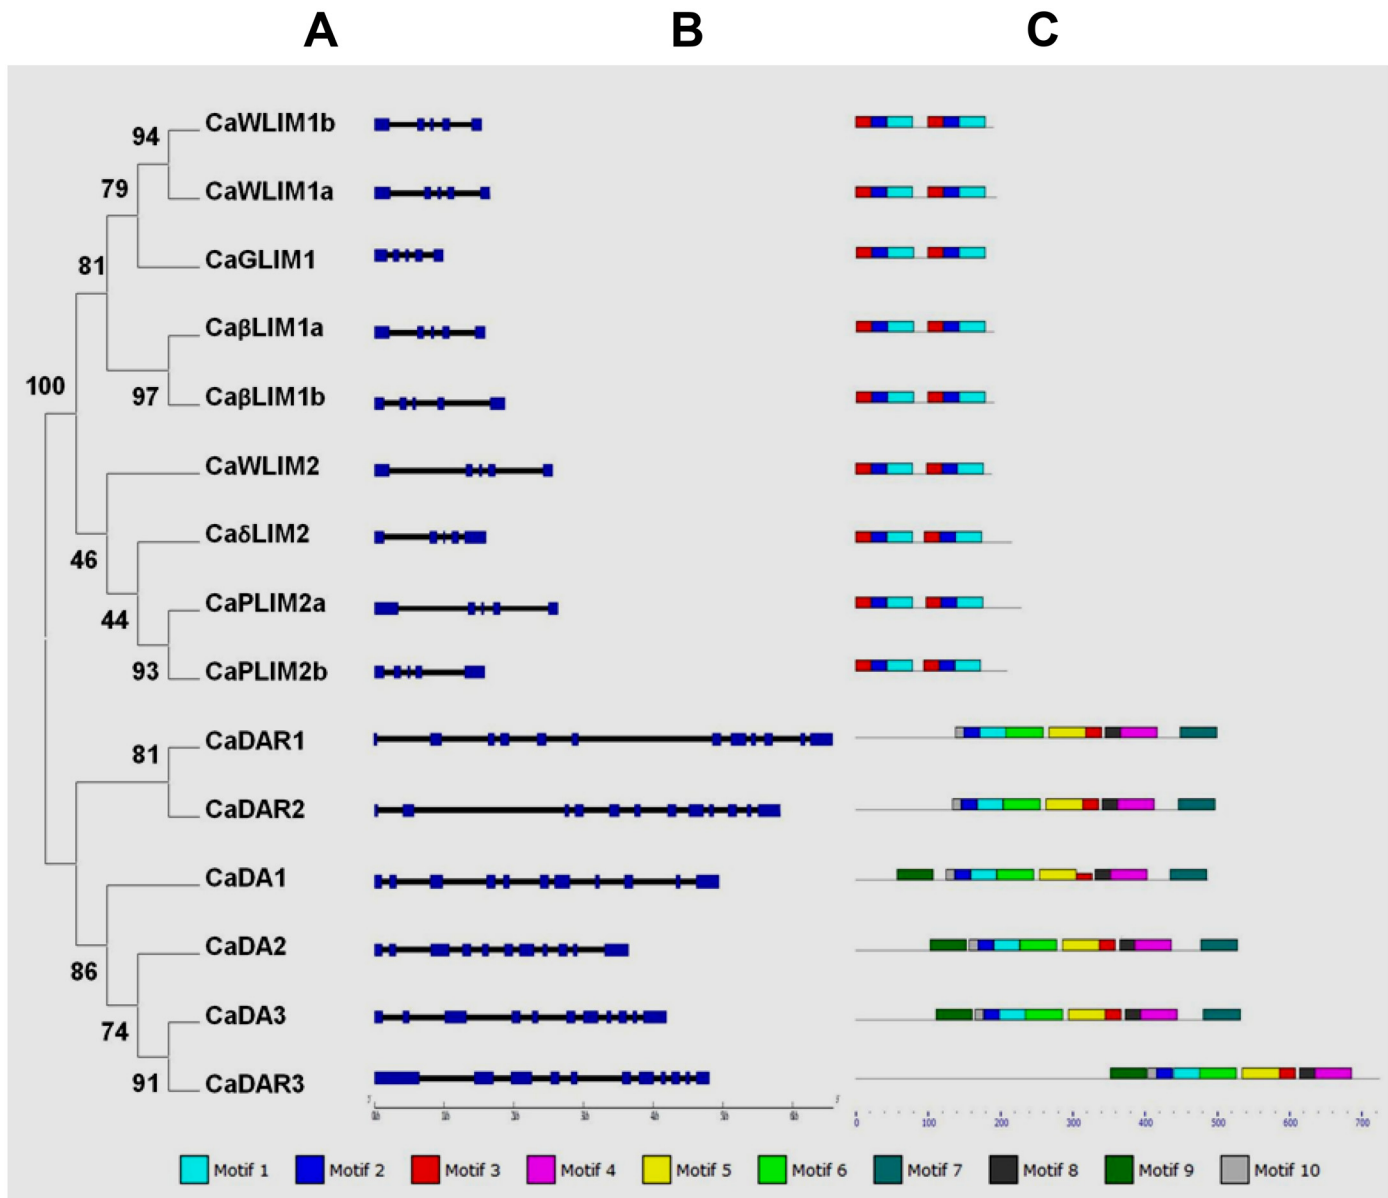 A B C
94 CaWLIM1b
79 CaWLIM1a
81 CaGLIM1
CaβLIM1a
100 97 CaβLIM1b
CaWLIM2
46 CaδLIM2
44 CaPLIM2a
93 CaPLIM2b
81 CaDAR1
CaDAR2
CaDA1
86 CaDA2
74 CaDA3
91 CaDAR3
5' 3'
0 100 200 300 400 500 600 700
Motif 1 Motif 2 Motif 3 Motif 4 Motif 5 Motif 6 Motif 7 Motif 8 Motif 9 Motif 10